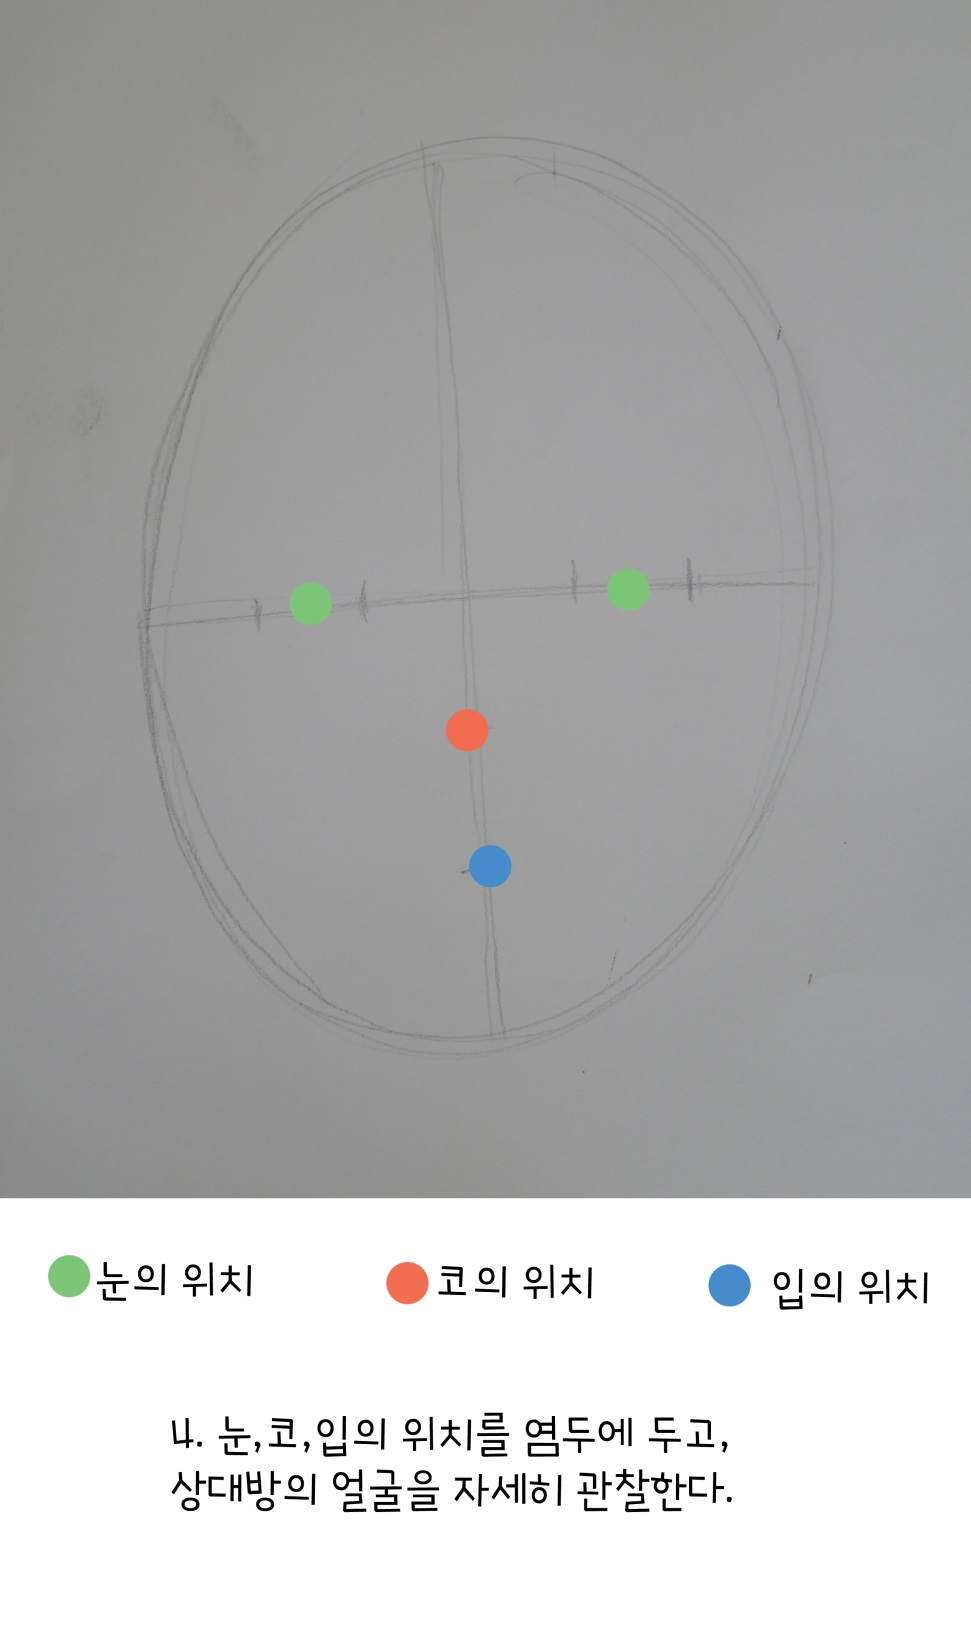 눈의 위치 코의 위치 입의 위치
4. 눈,코,입의 위치를 염두에 두고,
상대방의 얼굴을 자세히 관찰한다.